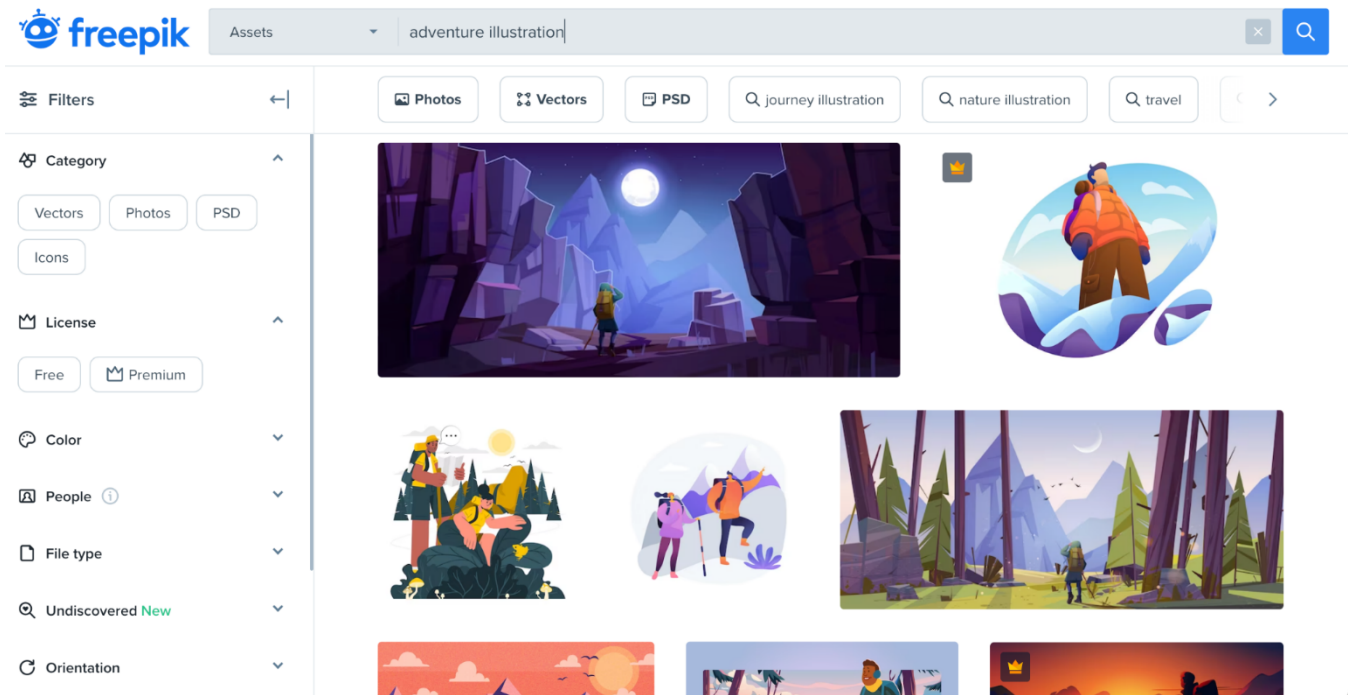 freepik
Assets
adventure illustration
Filters
Photos
Vectors
PSD
journey illustration
nature illustration
travel
Category
Vectors
Photos
PSD
Icons
License
Free
Premium
Color
People
File type
Undiscovered New
Orientation